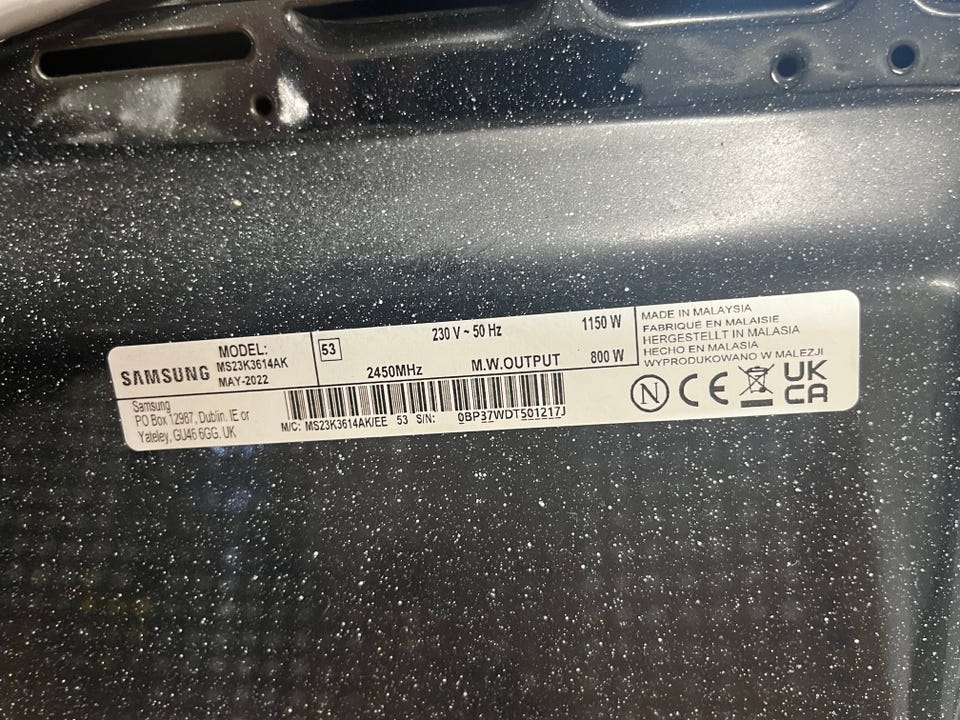 SAMSUNG
MODEL:
MS23K3614AK
MAY-2022
53
230 V ~ 50 Hz
1150 W
2450MHz
M.W.OUTPUT
800 W
MADE IN MALAYSIA
FABRIQUÉ EN MALAISIE
HERGESTELLT IN MALASIA
HECHO EN MALASIA
WYPRODUKOWANO W MALEZJI
Samsung
PO Box 12987, Dublin. IE or
Yateley, GU46 6GG. UK
M/C: MS23K3614AK/EE 53 S/N: 0BP37WDT501217J
N CE UK
CA